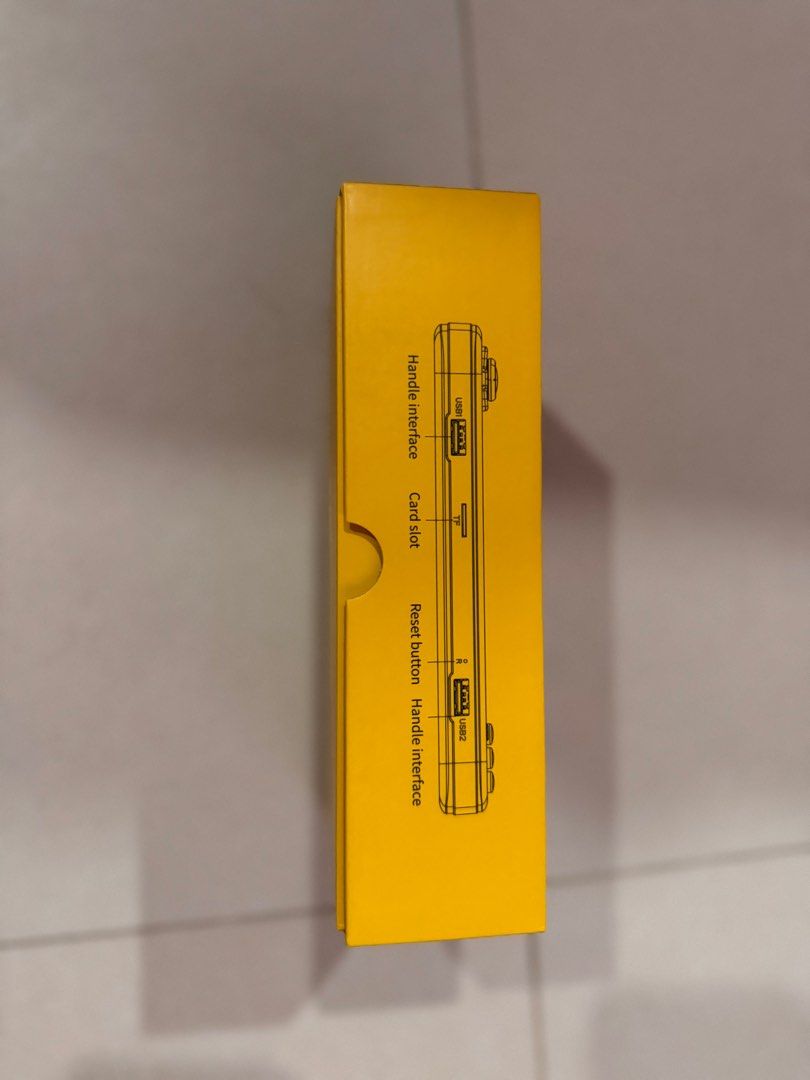 USB1
TF
R
USB2
Handle interface
Card slot
Reset button
Handle interface